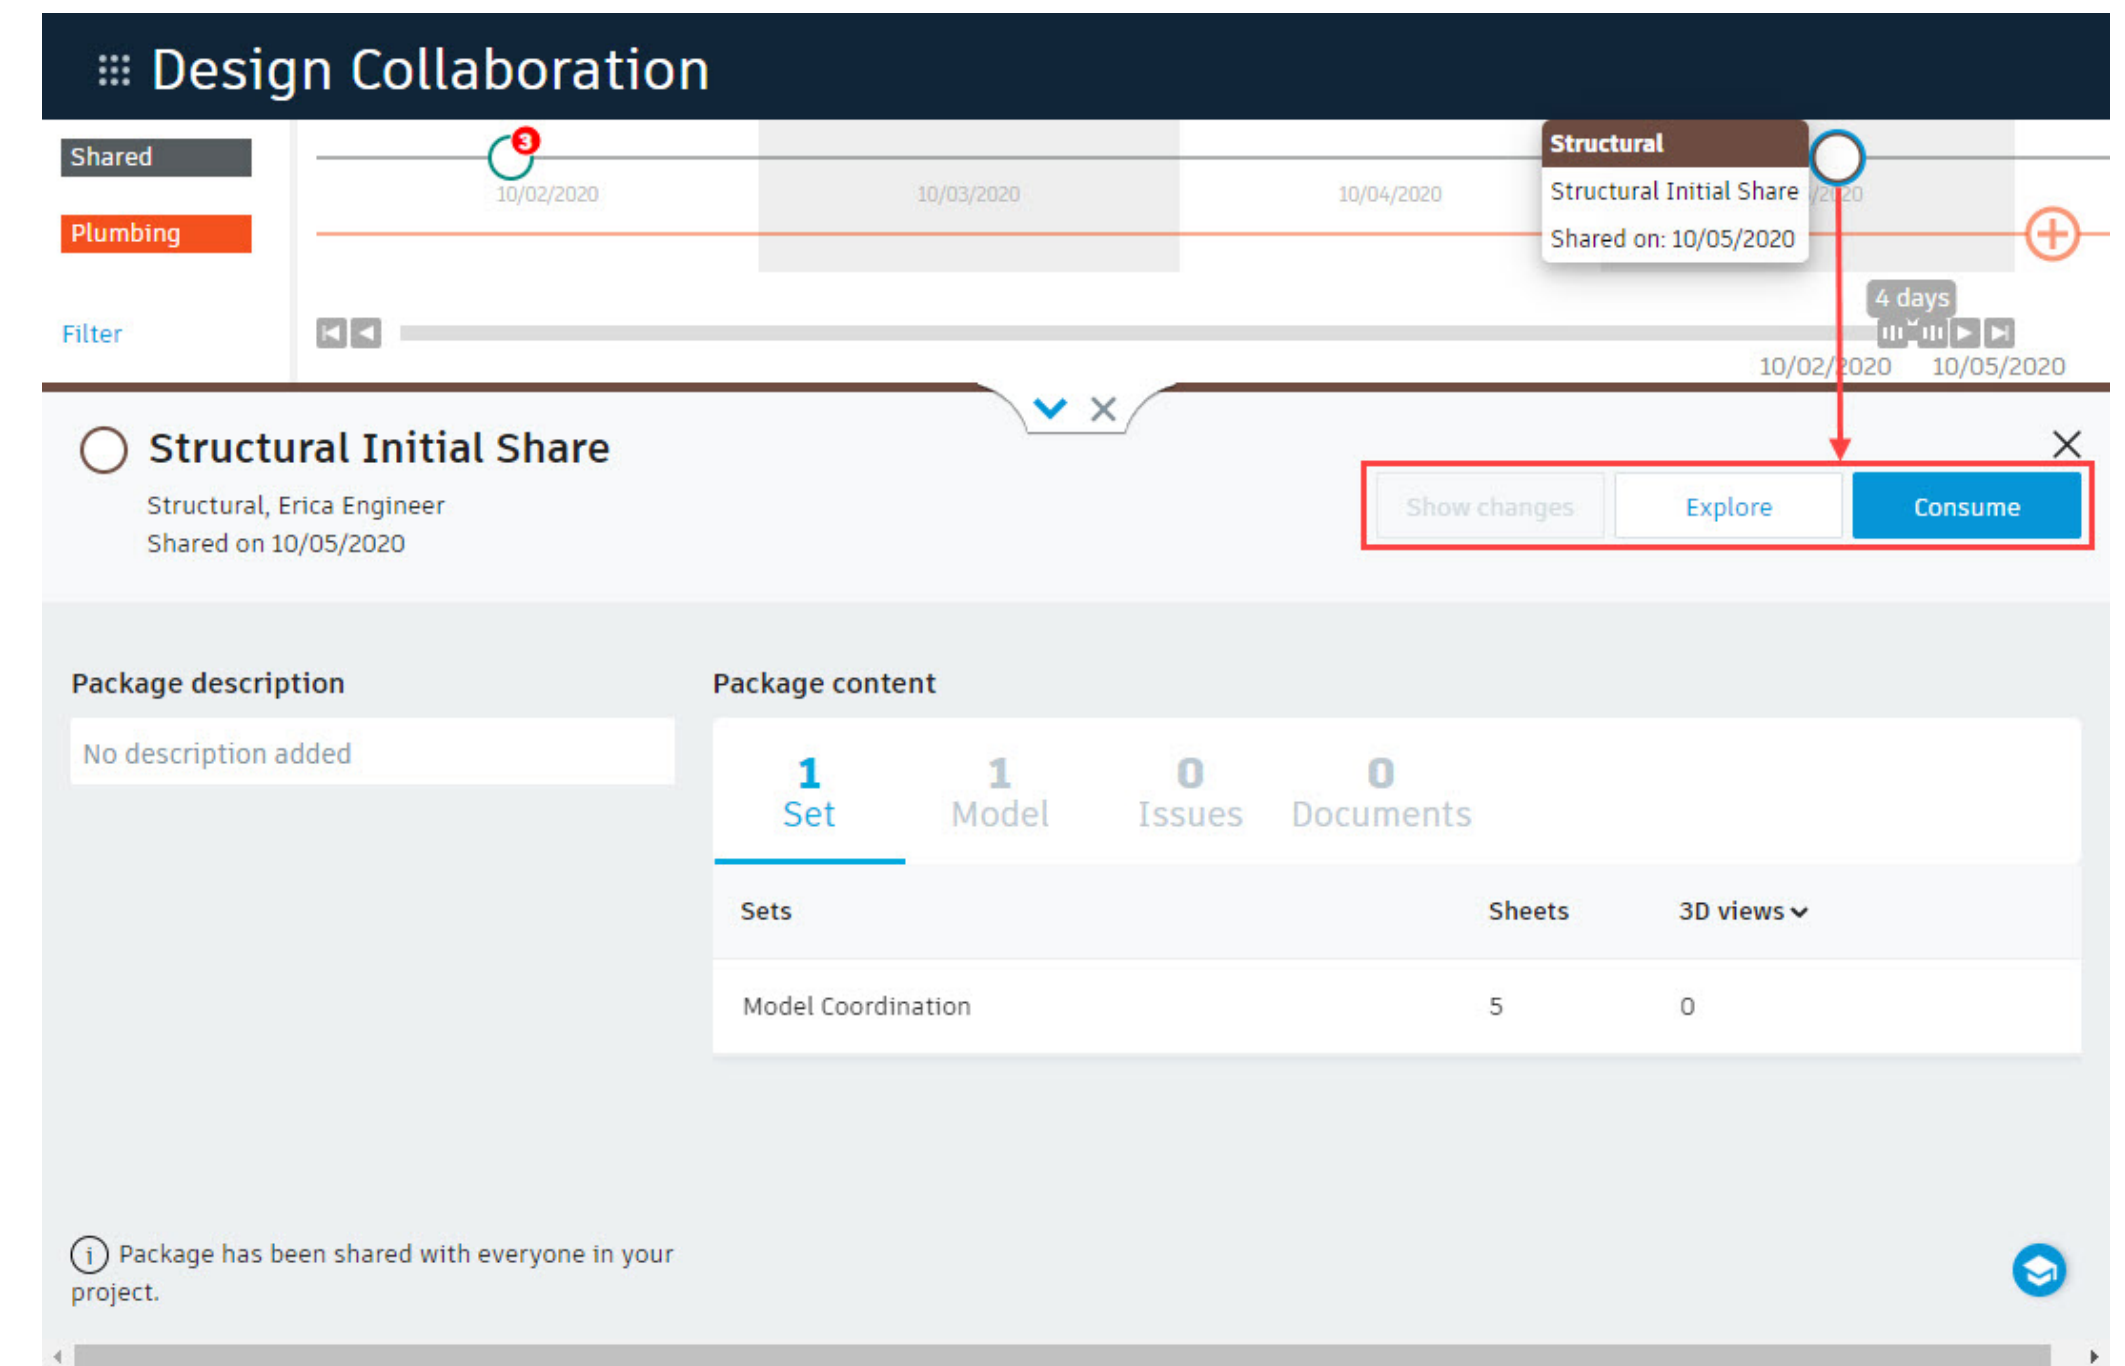 Design Collaboration
Shared
3
10/02/2020
10/03/2020
10/04/2020
Structural
Structural Initial Share
Shared on: 10/05/2020
Plumbing
4 days
Filter
10/02/2020
10/05/2020
Structural Initial Share
Structural, Erica Engineer
Shared on 10/05/2020
Show changes
Explore
Consume
Package description
No description added
Package content
1 Set
1 Model
0 Issues
0 Documents
Sets Sheets 3D views
Model Coordination 5 0
Package has been shared with everyone in your
project.